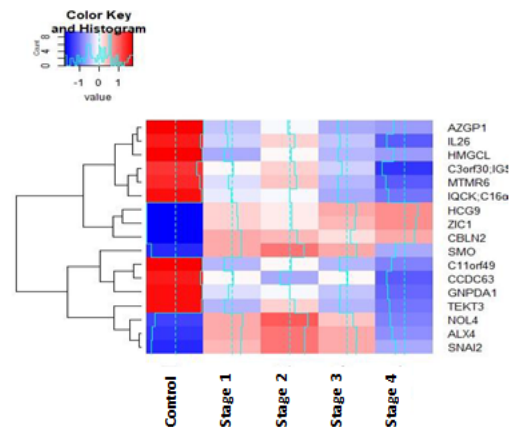 Color Key
and Histogram
Count
0 4 8
-1 0 1
value
AZGP1
IL26
HMGCL
C3orf30;IGS
MTMR6
IQCK;C16o
HCG9
ZIC1
CBLN2
SMO
C11orf49
CCDC63
GNPDA1
TEKT3
NOL4
ALX4
SNAI2
Control
Stage 1
Stage 2
Stage 3
Stage 4